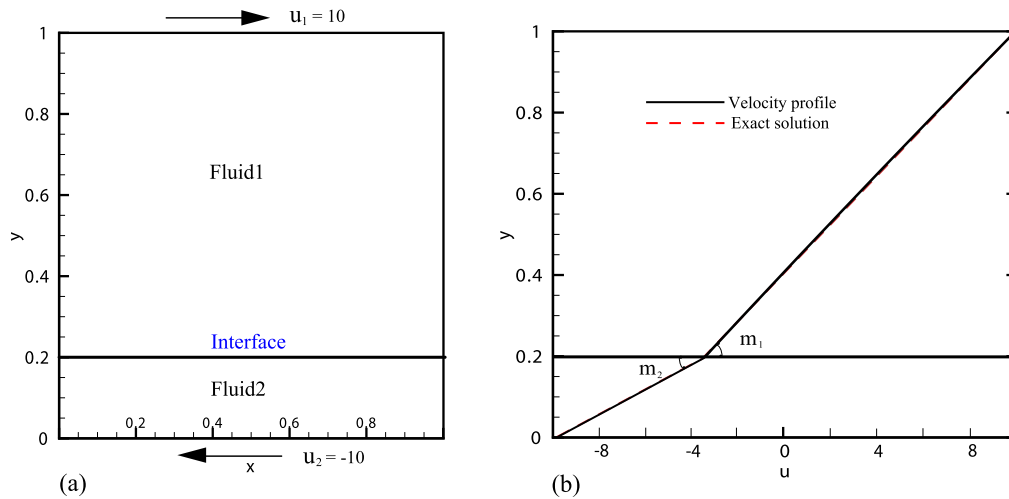 u₁ = 10
1
0.8
0.6
y
0.4
0.2
0
Fluid1
Interface
Fluid2
0.2 0.4 0.6 0.8
x
u₂ = -10
(a)
1
0.8
0.6
y
0.4
0.2
0
Velocity profile
Exact solution
m₁
m₂
-8 -4 0 4 8
u
(b)